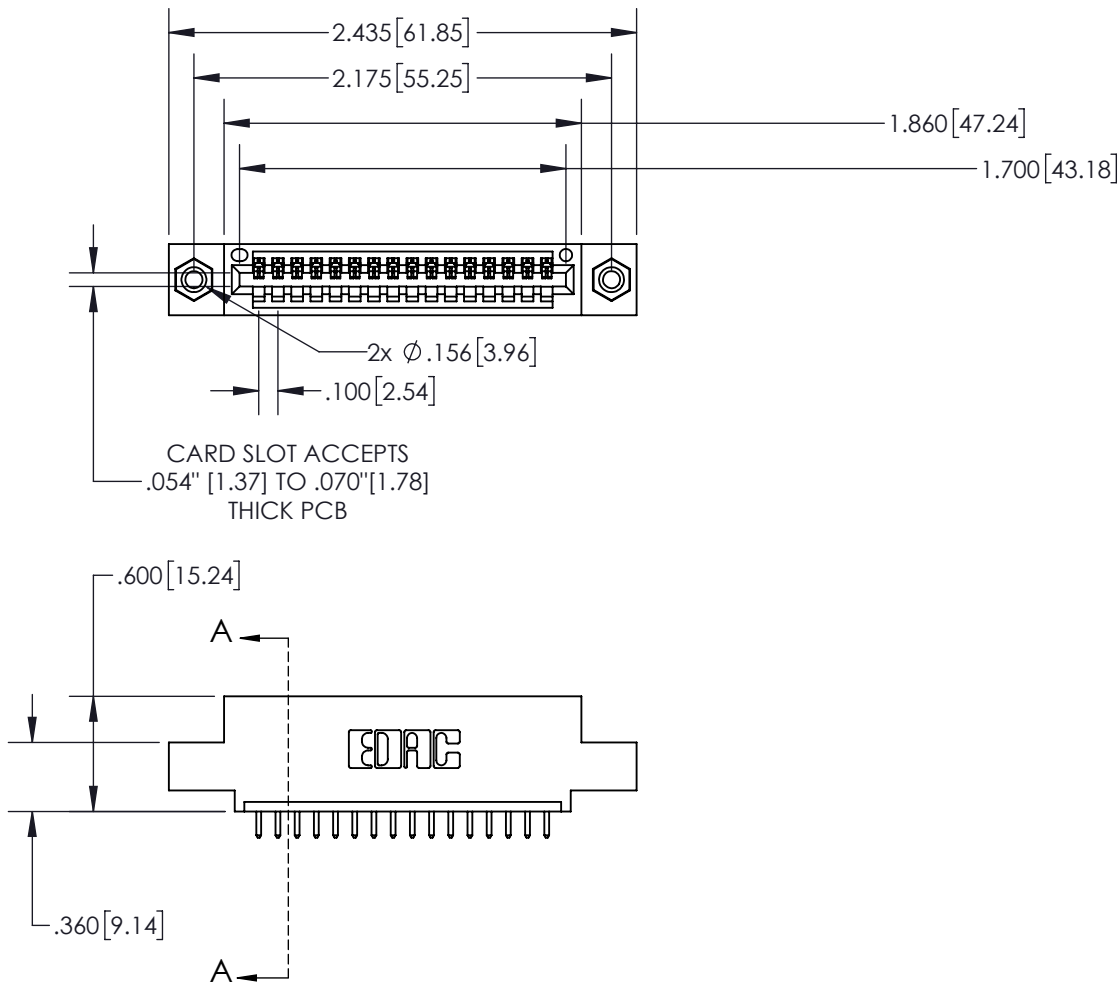 2.435[61.85]
2.175[55.25]
1.860[47.24]
1.700[43.18]
2x Ø.156[3.96]
.100[2.54]
CARD SLOT ACCEPTS
.054" [1.37] TO .070"[1.78]
THICK PCB
.600[15.24]
A
EDAC
.360[9.14]
A